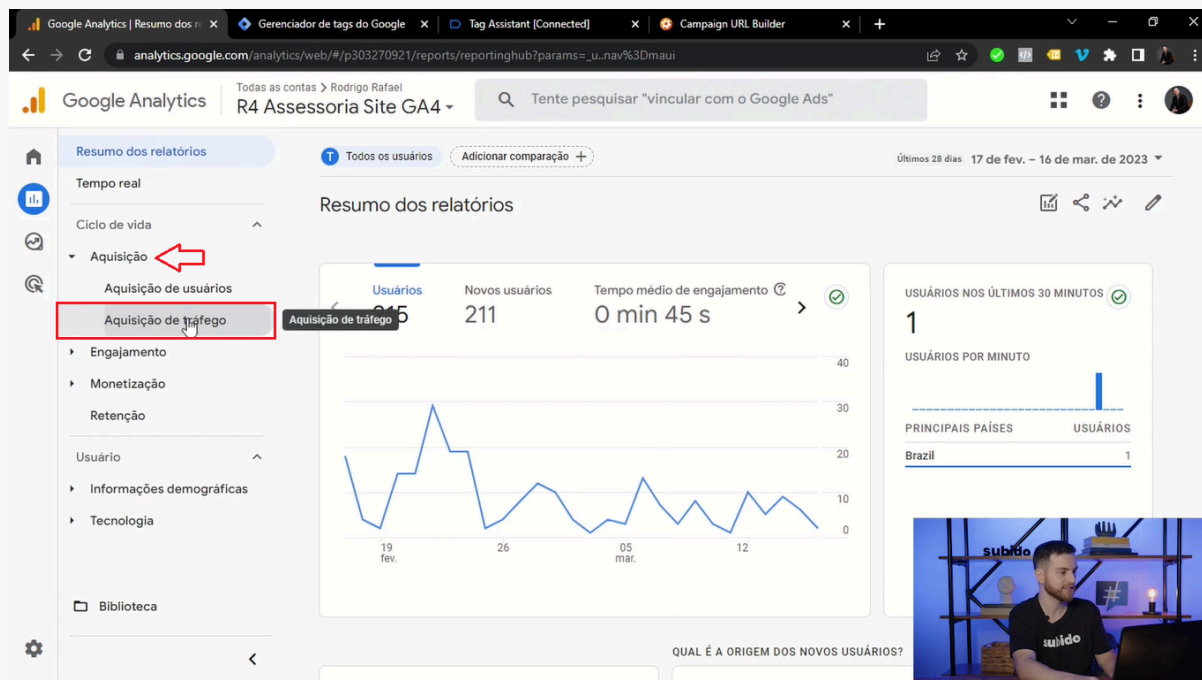 Google Analytics | Resumo dos re
Gerenciador de tags do Google
Tag Assistant [Connected]
Campaign URL Builder
analytics.google.com/analytics/web/#/p303270921/reports/reportinghub?params=_u..nav%3Dmaui
Google Analytics
Todas as contas > Rodrigo Rafael
R4 Assessoria Site GA4
Tente pesquisar "vincular com o Google Ads"
Resumo dos relatórios
Tempo real
Ciclo de vida
Aquisição
Aquisição de usuários
Aquisição de tráfego
Aquisição de tráfego
Engajamento
Monetização
Retenção
Usuário
Informações demográficas
Tecnologia
Biblioteca
T Todos os usuários
Adicionar comparação +
Últimos 28 dias 17 de fev. – 16 de mar. de 2023
Resumo dos relatórios
Usuários
Novos usuários
211
Tempo médio de engajamento
0 min 45 s
40
30
20
10
0
19
fev.
26
05
mar.
12
USUÁRIOS NOS ÚLTIMOS 30 MINUTOS
1
USUÁRIOS POR MINUTO
PRINCIPAIS PAÍSES USUÁRIOS
Brazil 1
QUAL É A ORIGEM DOS NOVOS USUÁRIOS?
subido
#
subido